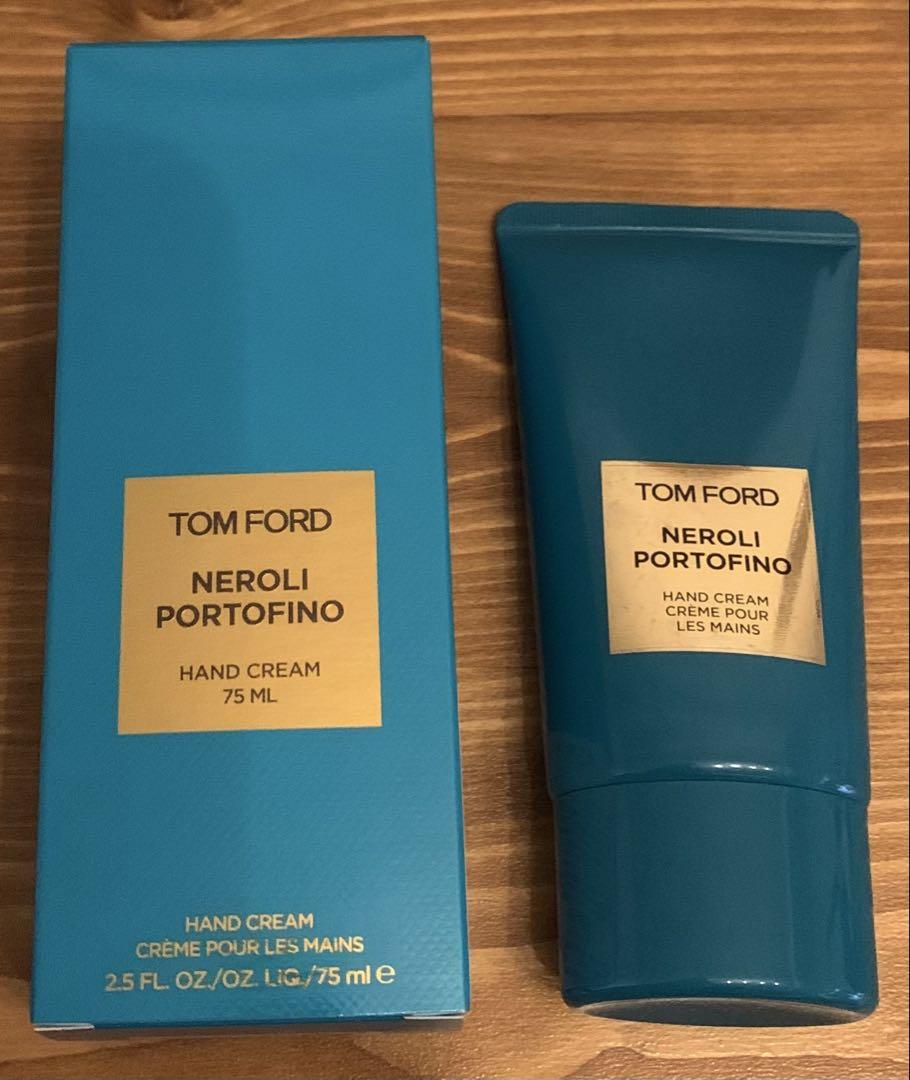 TOM FORD
NEROLI
PORTOFINO
HAND CREAM
75 ML
HAND CREAM
CRÈME POUR LES MAINS
2.5 FL. OZ./OZ. LIQ./75 ml e
TOM FORD
NEROLI
PORTOFINO
HAND CREAM
CRÈME POUR
LES MAINS